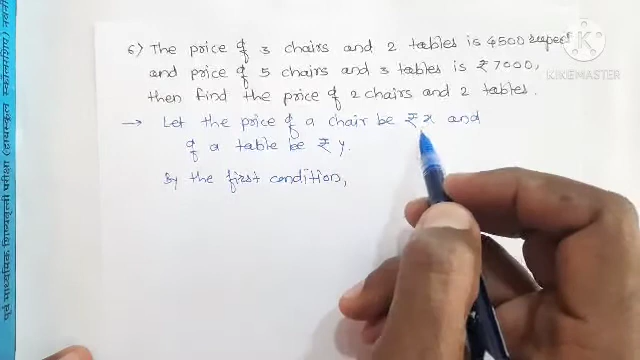 6) The price of 3 chairs and 2 tables is 4500 rupees
and price of 5 chairs and 3 tables is ₹7000,
then find the price of 2 chairs and 2 tables.
→ Let the price of a chair be ₹x and
of a table be ₹y.
By the first condition,
KINEMASTER